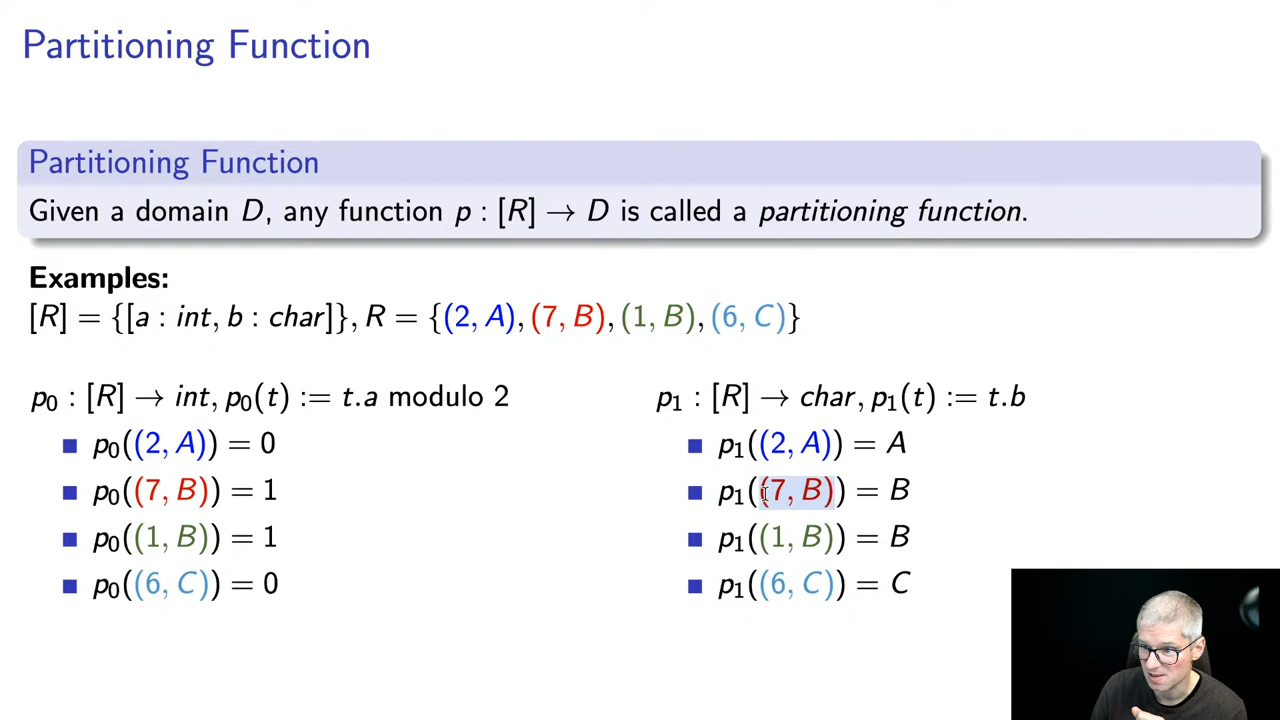 Partitioning Function
Partitioning Function
Given a domain D, any function p : [R] → D is called a partitioning function.
Examples:
[R] = {[a : int, b : char]}, R = {(2, A), (7, B), (1, B), (6, C)}
p₀ : [R] → int, p₀(t) := t.a modulo 2
p₀((2, A)) = 0
p₀((7, B)) = 1
p₀((1, B)) = 1
p₀((6, C)) = 0
p₁ : [R] → char, p₁(t) := t.b
p₁((2, A)) = A
p₁((7, B)) = B
p₁((1, B)) = B
p₁((6, C)) = C